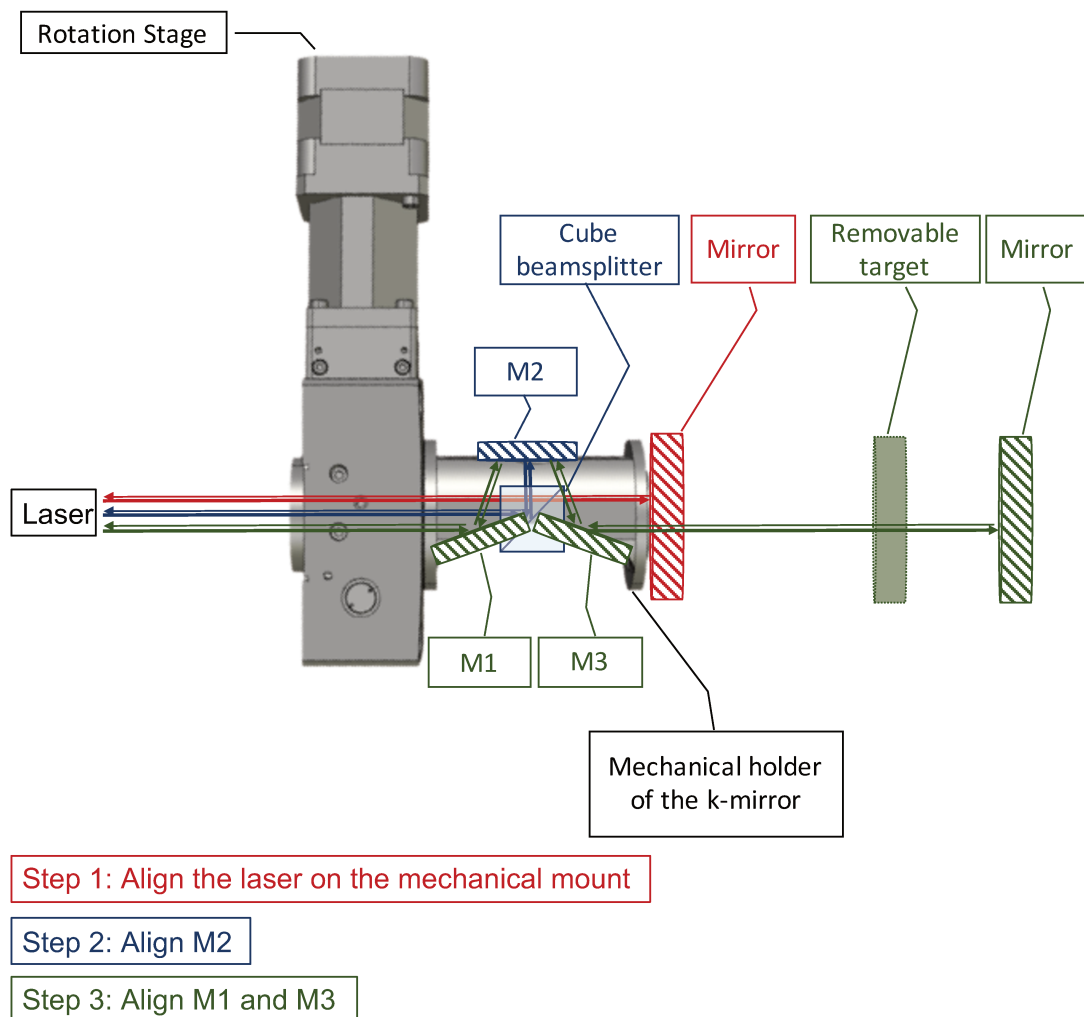 Rotation Stage
Cube
beamsplitter
Mirror
Removable
target
Mirror
M2
Laser
M1
M3
Mechanical holder
of the k-mirror
Step 1: Align the laser on the mechanical mount
Step 2: Align M2
Step 3: Align M1 and M3